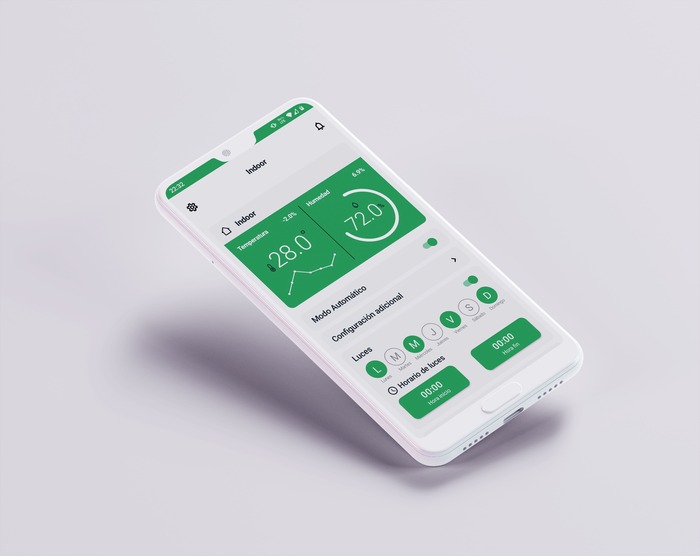 22:32
Indoor
Indoor
Temperatura
-2.0%
28.0°
Humedad
6.9%
72.0%
Modo Automático
Configuración adicional
Luces
L M M J V S D
Lunes Martes Miércoles Jueves Viernes Sábado Domingo
Horario de luces
00:00
Hora inicio
00:00
Hora fin